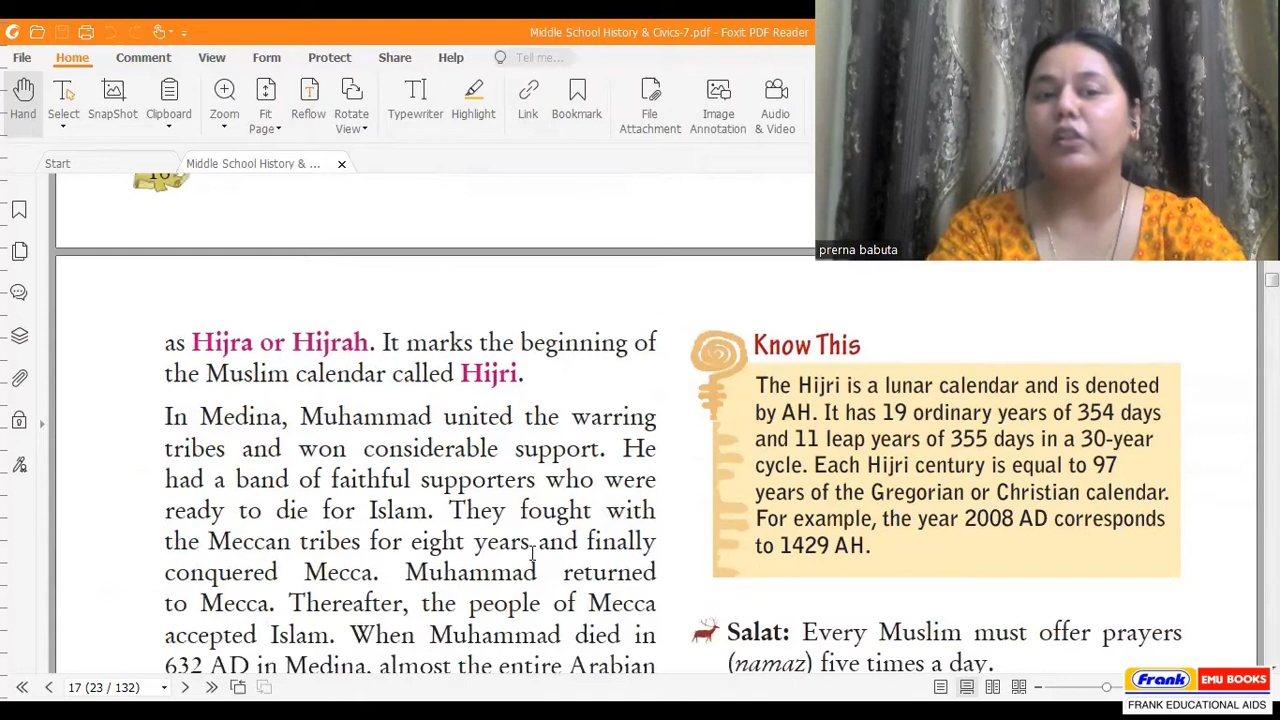 Middle School History & Civics-7.pdf - Foxit PDF Reader
File Home Comment View Form Protect Share Help Tell me...
Hand Select SnapShot Clipboard Zoom Fit Page Reflow Rotate View Typewriter Highlight Link Bookmark File Attachment Image Annotation Audio & Video
Start Middle School History & ...
prerna babuta
16
as Hijra or Hijrah. It marks the beginning of
the Muslim calendar called Hijri.
In Medina, Muhammad united the warring
tribes and won considerable support. He
had a band of faithful supporters who were
ready to die for Islam. They fought with
the Meccan tribes for eight years and finally
conquered Mecca. Muhammad returned
to Mecca. Thereafter, the people of Mecca
accepted Islam. When Muhammad died in
632 AD in Medina, almost the entire Arabian
Know This
The Hijri is a lunar calendar and is denoted
by AH. It has 19 ordinary years of 354 days
and 11 leap years of 355 days in a 30-year
cycle. Each Hijri century is equal to 97
years of the Gregorian or Christian calendar.
For example, the year 2008 AD corresponds
to 1429 AH.
Salat: Every Muslim must offer prayers
(namaz) five times a day.
17 (23 / 132)
Frank EMU BOOKS
FRANK EDUCATIONAL AIDS